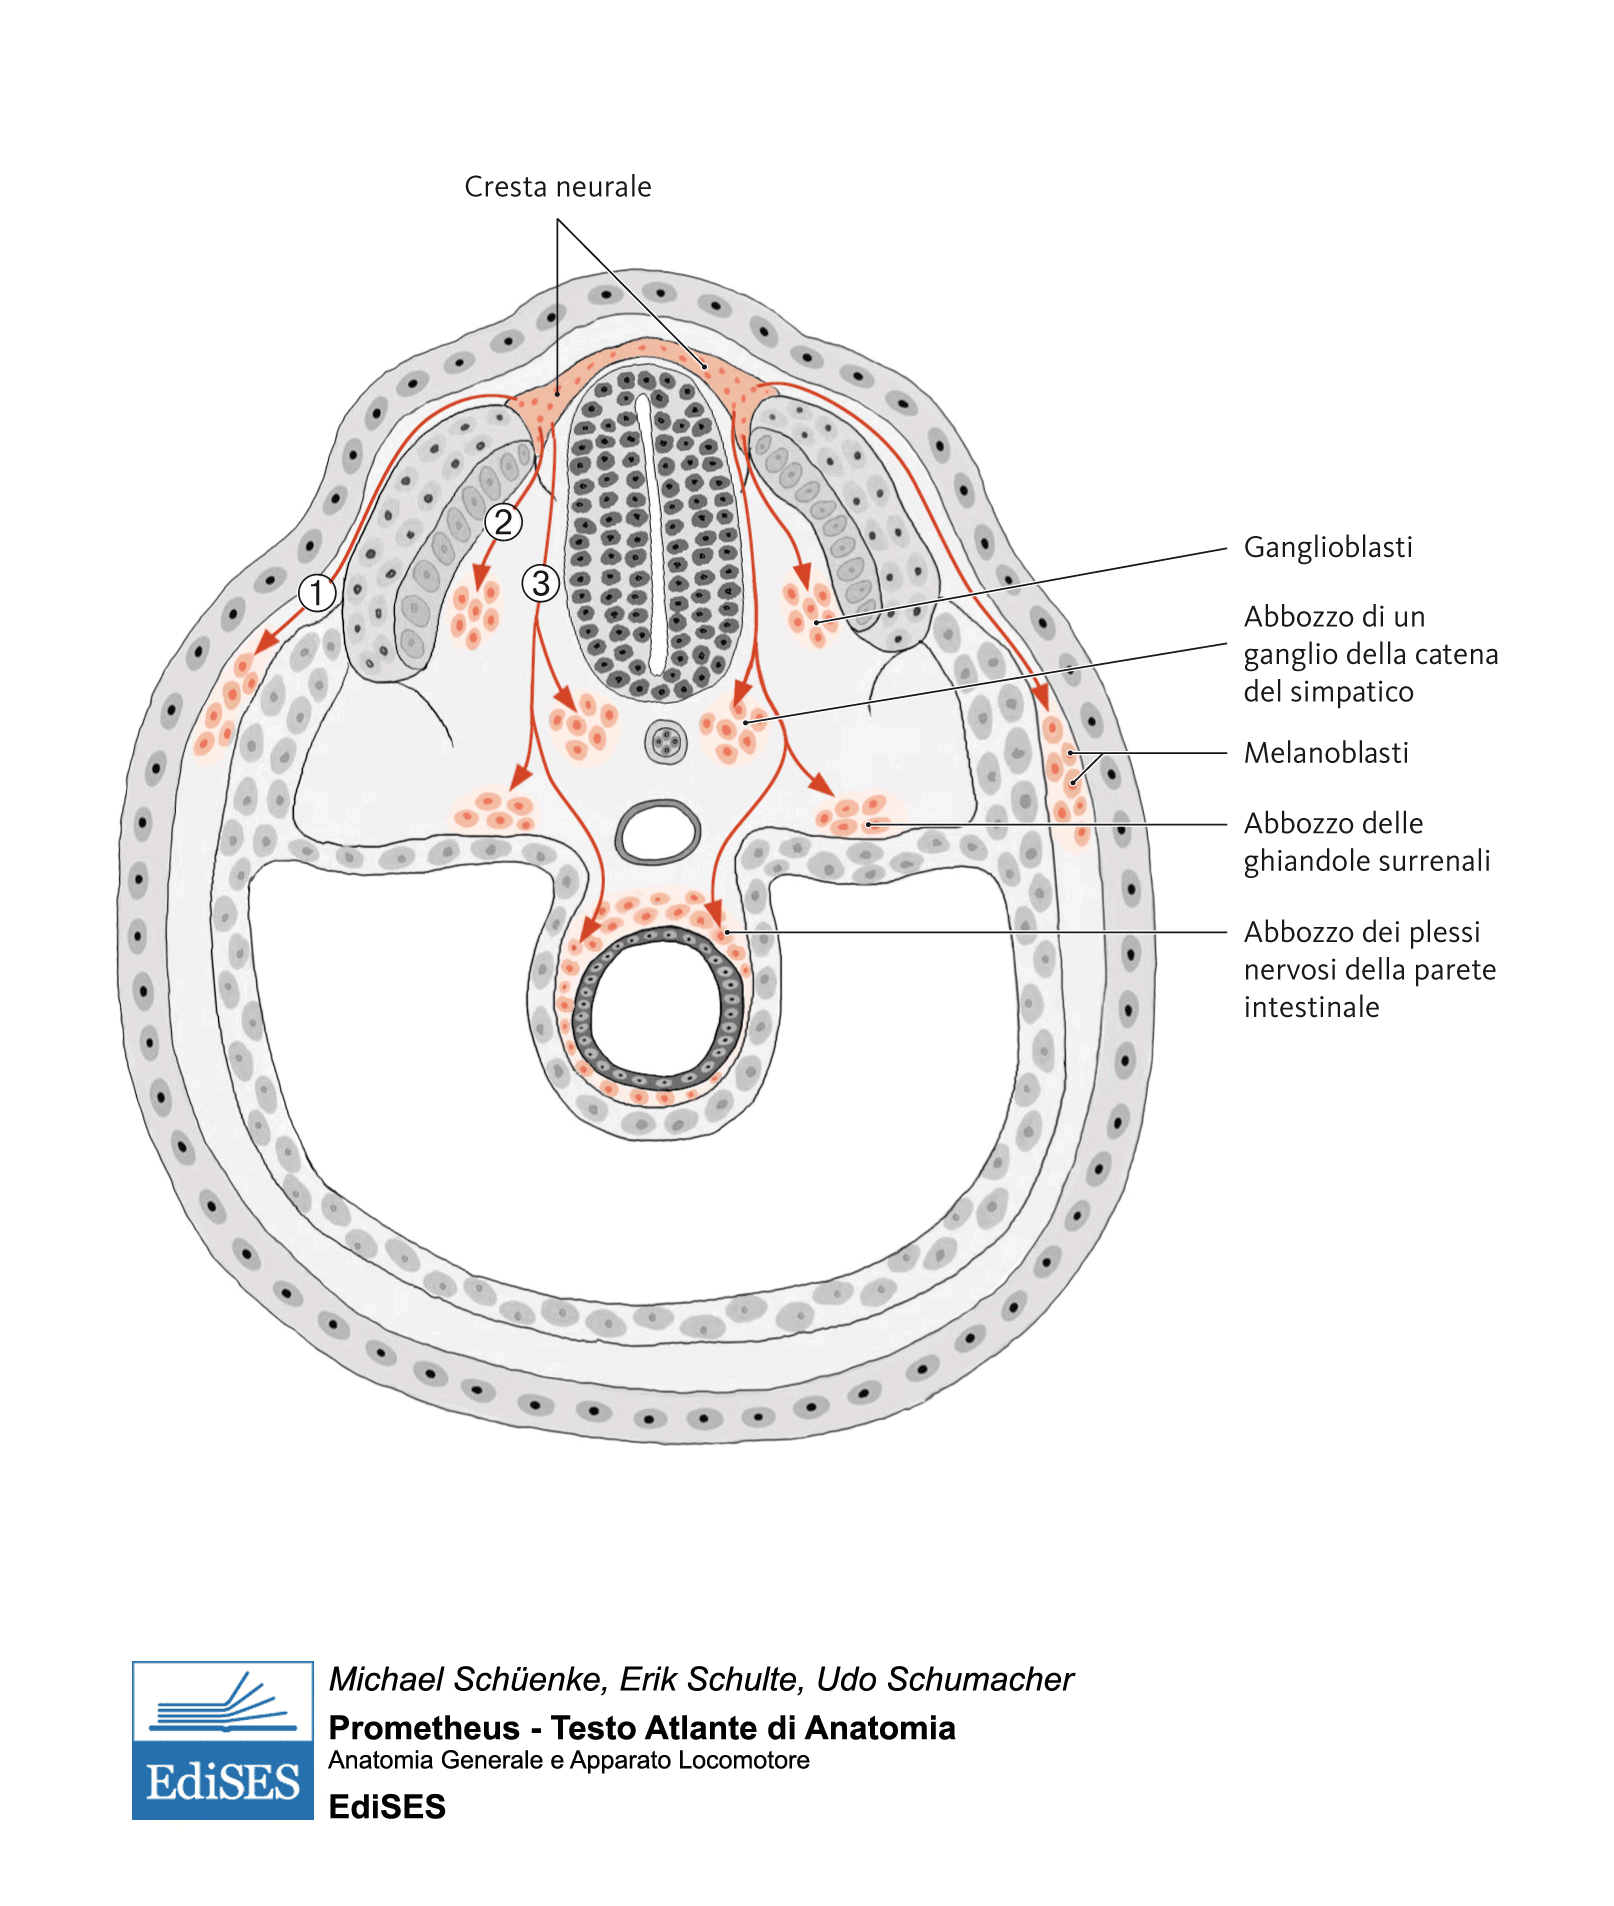 Cresta neurale
1
2
3
Ganglioblasti
Abbozzo di un
ganglio della catena
del simpatico
Melanoblasti
Abbozzo delle
ghiandole surrenali
Abbozzo dei plessi
nervosi della parete
intestinale
EdiSES
Michael Schüenke, Erik Schulte, Udo Schumacher
Prometheus - Testo Atlante di Anatomia
Anatomia Generale e Apparato Locomotore
EdiSES